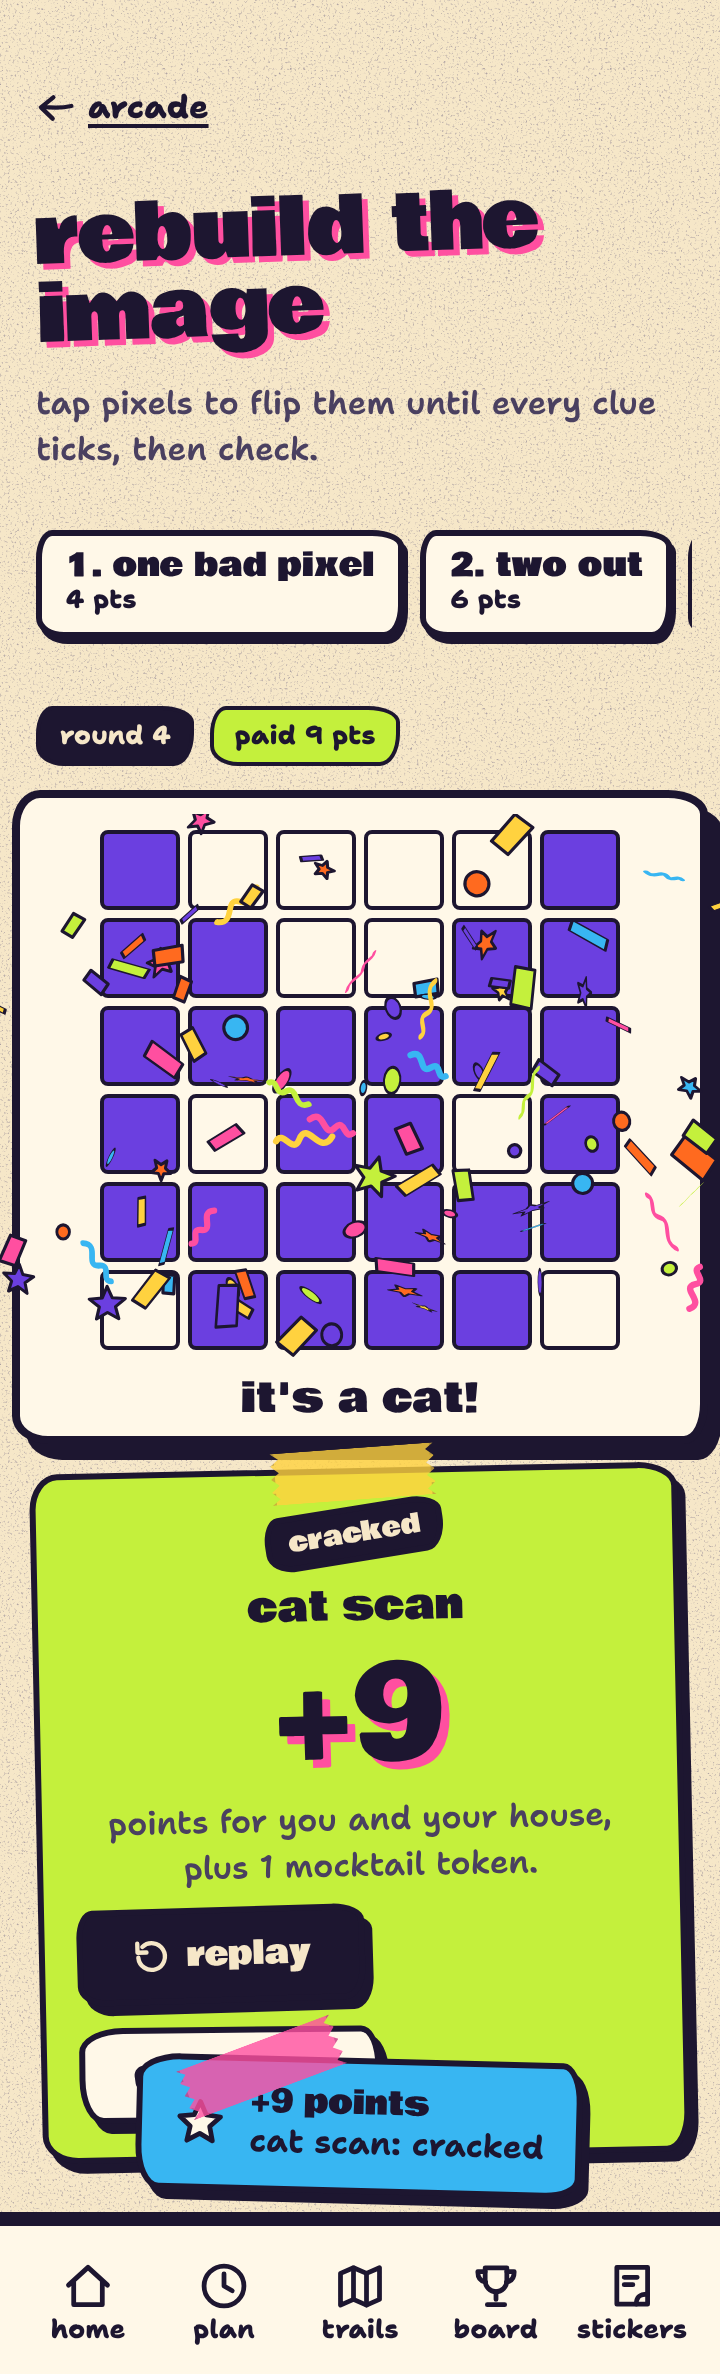 arcade
rebuild the
image
tap pixels to flip them until every clue
ticks, then check.
1. one bad pixel
4 pts
2. two out
6 pts
round 4
paid 9 pts
it's a cat!
cracked
cat scan
+9
points for you and your house,
plus 1 mocktail token.
replay
+9 points
cat scan: cracked
home
plan
trails
board
stickers